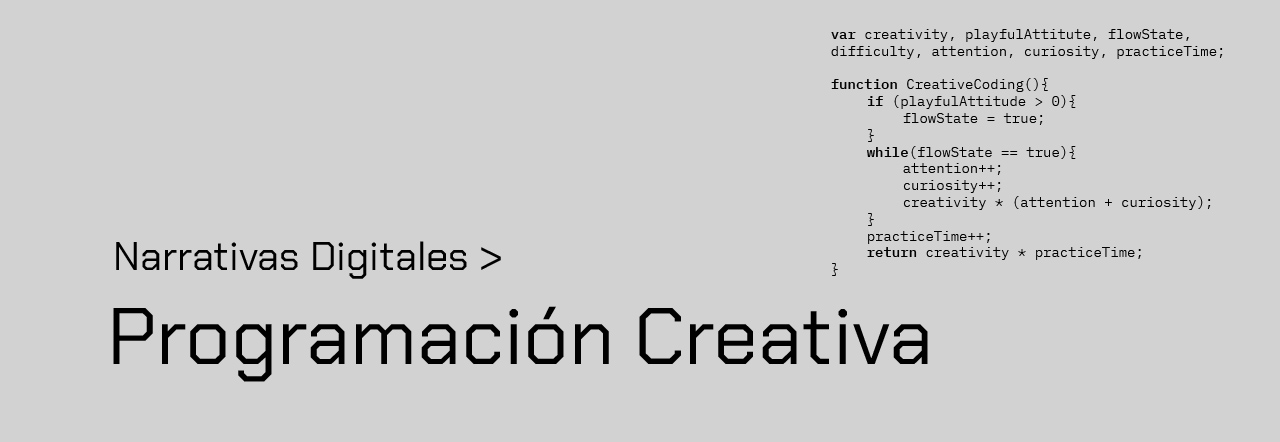 var creativity, playfulAttitute, flowState,
difficulty, attention, curiosity, practiceTime;
function CreativeCoding(){
if (playfulAttitude > 0){
flowState = true;
}
while(flowState == true){
attention++;
curiosity++;
creativity * (attention + curiosity);
}
practiceTime++;
return creativity * practiceTime;
}
Narrativas Digitales >
Programación Creativa